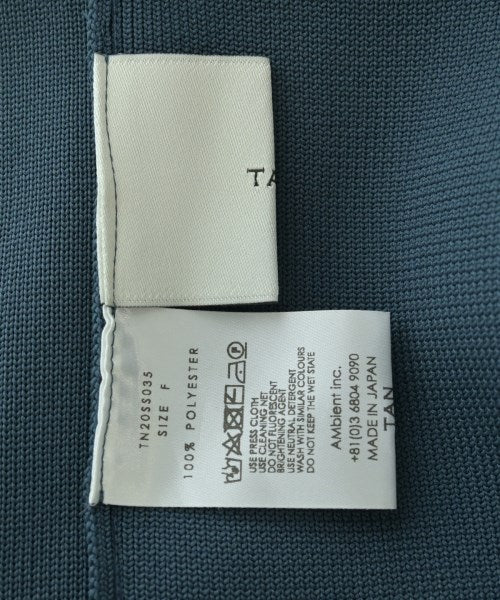 TA
TN20SS035
SIZE F
100% POLYESTER
USE PRESS CLOTH
USE CLEANING NET
DO NOT FLUORESCENT
BRIGHTENING AGENT
USE NEUTRAL DETERGENT
WASH WITH SIMILAR COLOURS
DO NOT KEEP THE WET STATE
AMbient inc.
+81(0)3 6804 9090
MADE IN JAPAN
TAN